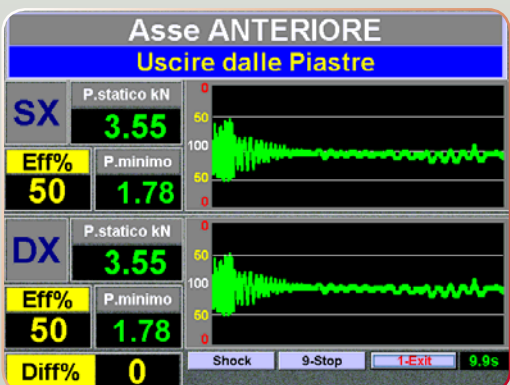 Asse ANTERIORE
Uscire dalle Piastre
SX
P.statico kN
3.55
Eff%
50
P.minimo
1.78
0
50
100
50
0
DX
P.statico kN
3.55
Eff%
50
P.minimo
1.78
0
50
100
50
0
Diff%
0
Shock
9-Stop
1-Exit
9.9s